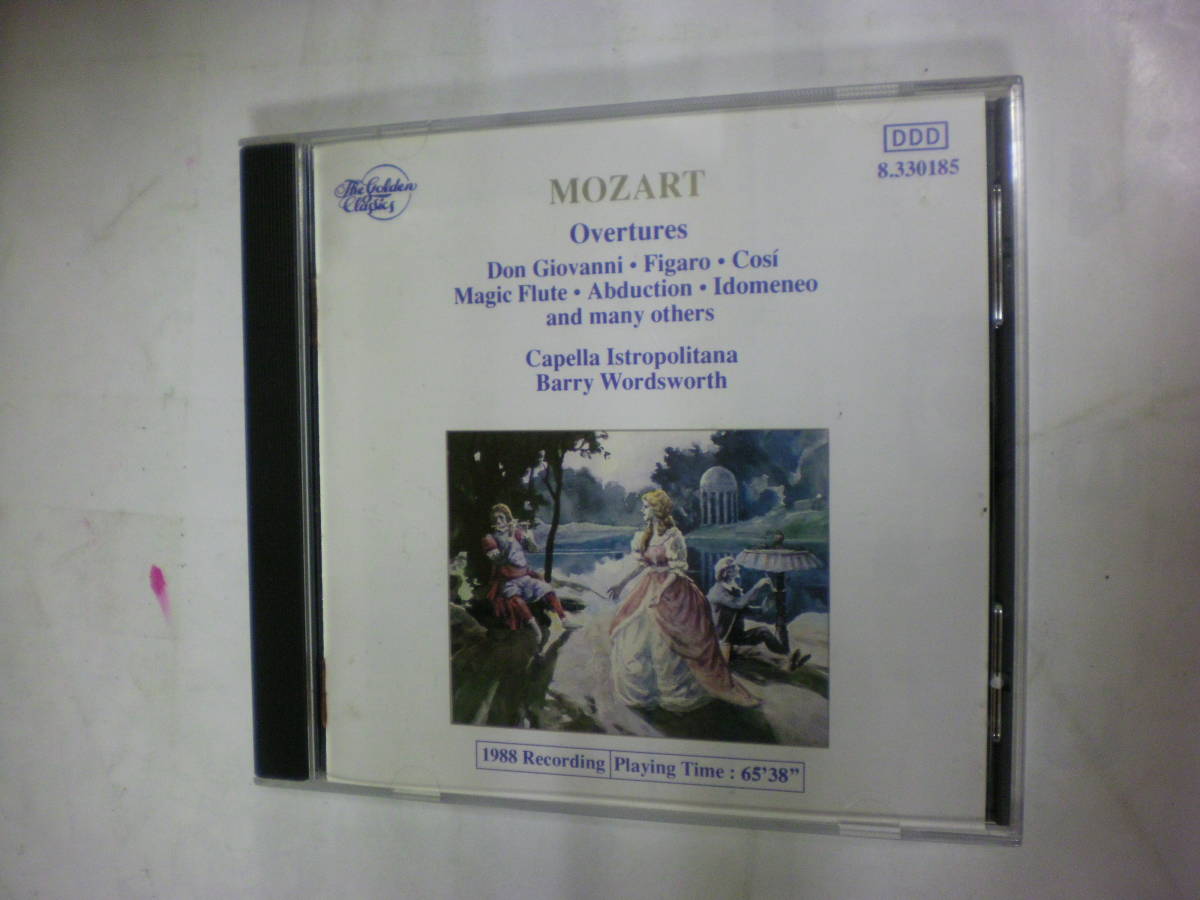 The Golden
Classics
DDD
8.330185
MOZART
Overtures
Don Giovanni • Figaro • Cosí
Magic Flute • Abduction • Idomeneo
and many others
Capella Istropolitana
Barry Wordsworth
1988 Recording Playing Time : 65'38"